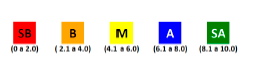 SB B M A SA
(0 a 2.0) ( 2.1 a 4.0) (4.1 a 6.0) (6.1 a 8.0) (8.1 a 10.0)